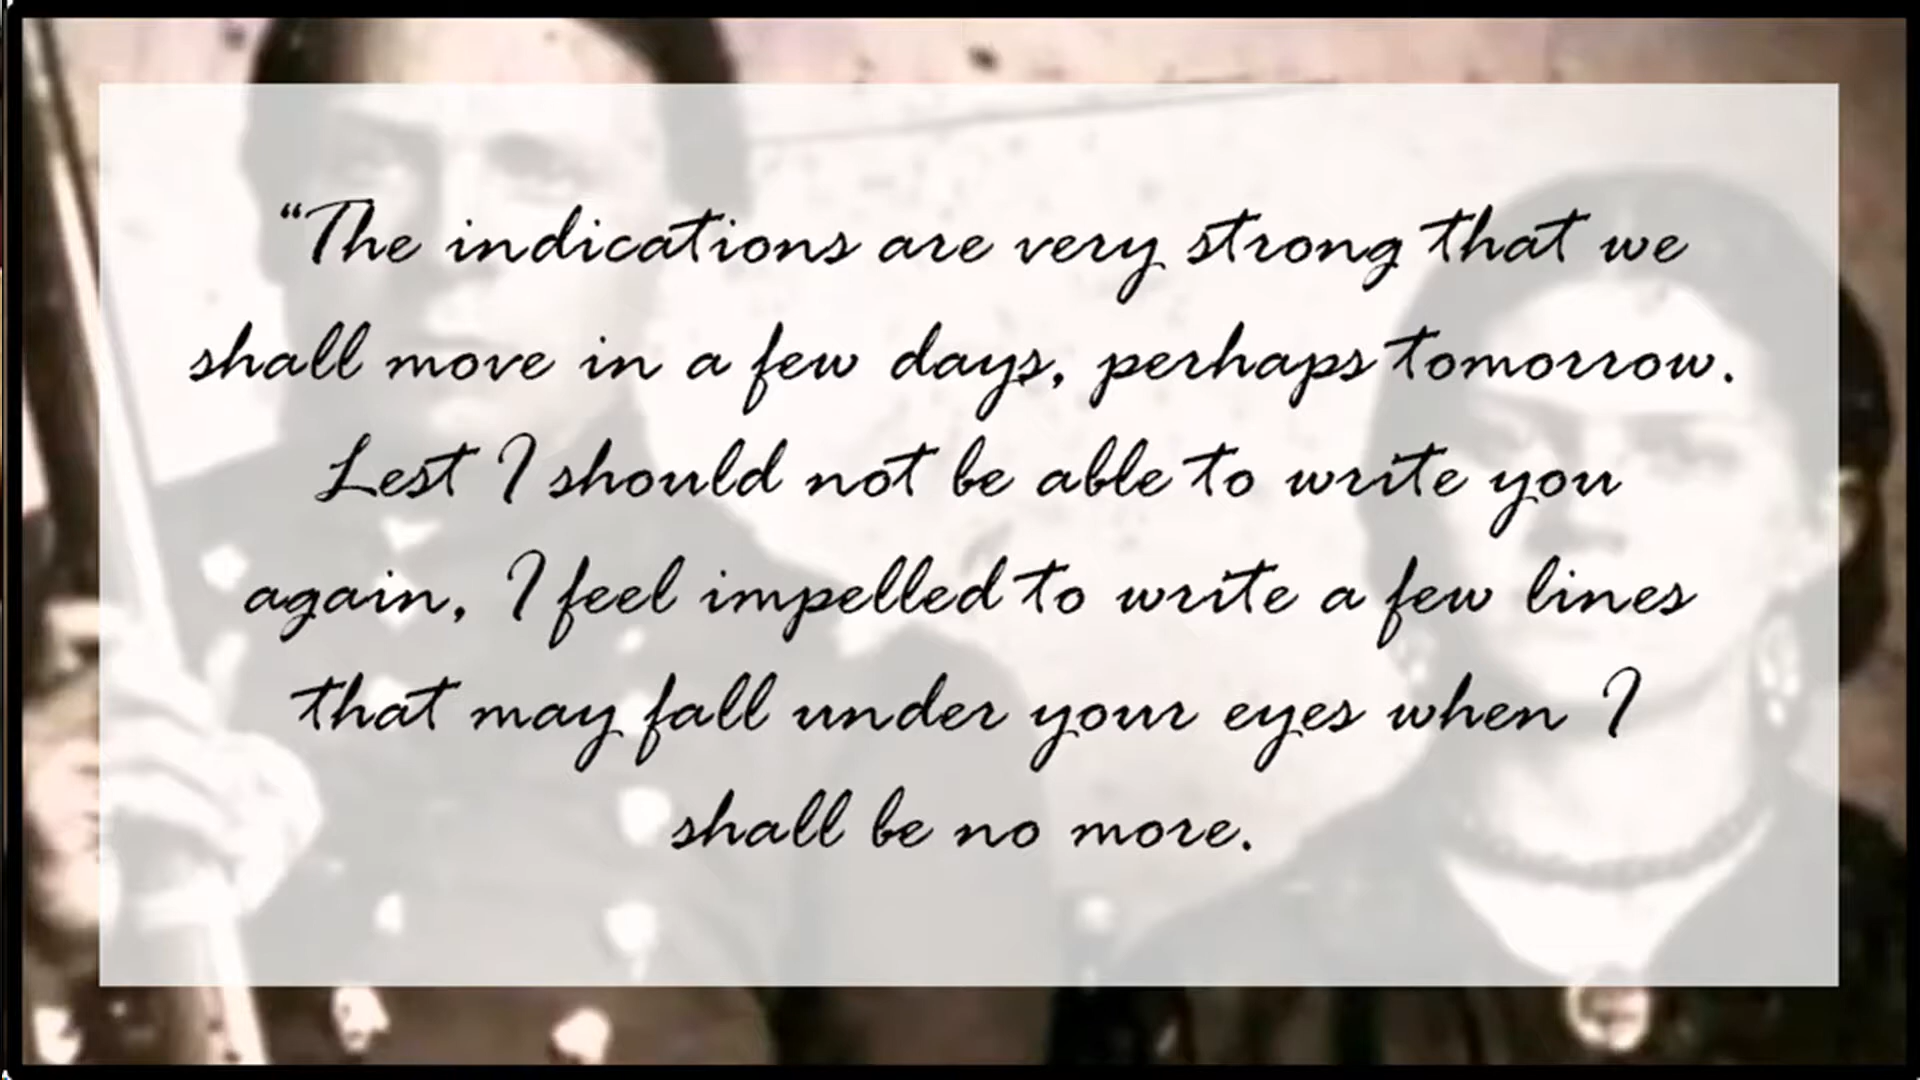 “The indications are very strong that we
shall move in a few days, perhaps tomorrow.
Lest I should not be able to write you
again, I feel impelled to write a few lines
that may fall under your eyes when I
shall be no more.